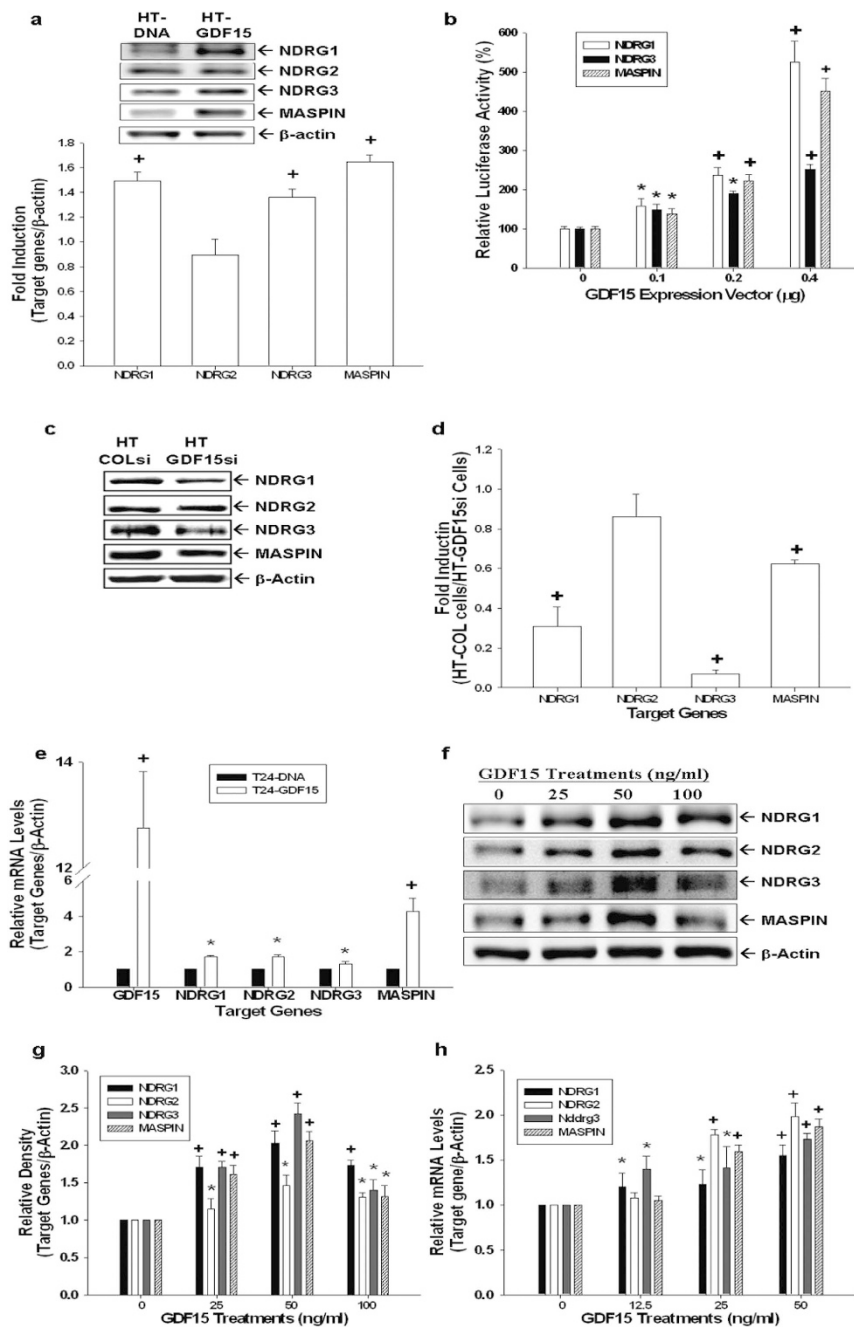 a
HT-
DNA
HT-
GDF15
← NDRG1
← NDRG2
← NDRG3
← MASPIN
← β-actin
Fold Induction
(Target genes/β-actin)
1.8
1.6
1.4
1.2
1.0
0.8
0.6
0.4
0.2
0.0
+
+
+
NDRG1 NDRG2 NDRG3 MASPIN
b
Relative Luciferase Activity (%)
600
500
400
300
200
100
0
NDRG1
NDRG3
MASPIN
* * *
+ * +
+ + +
0 0.1 0.2 0.4
GDF15 Expression Vector (µg)
c
HT
COLsi
HT
GDF15si
← NDRG1
← NDRG2
← NDRG3
← MASPIN
← β-Actin
d
Fold Inductin
(HT-COL cells/HT-GDF15si Cells)
1.2
1.0
0.8
0.6
0.4
0.2
0.0
+
+
+
NDRG1 NDRG2 NDRG3 MASPIN
Target Genes
e
Relative mRNA Levels
(Target Genes/β-Actin)
14
12
6
4
2
0
T24-DNA
T24-GDF15
+ * * * +
GDF15 NDRG1 NDRG2 NDRG3 MASPIN
Target Genes
f
GDF15 Treatments (ng/ml)
0 25 50 100
← NDRG1
← NDRG2
← NDRG3
← MASPIN
← β-Actin
g
Relative Density
(Target Genes/β-Actin)
3.0
2.5
2.0
1.5
1.0
0.5
0.0
NDRG1
NDRG2
NDRG3
MASPIN
+ * + +
+ * + +
+ * * *
0 25 50 100
GDF15 Treatments (ng/ml)
h
Relative mRNA Levels
(Target gene/β-Actin)
2.5
2.0
1.5
1.0
0.5
0.0
NDRG1
NDRG2
Nddrg3
MASPIN
* *
* + * +
+ + + +
0 12.5 25 50
GDF15 Treatments (ng/ml)